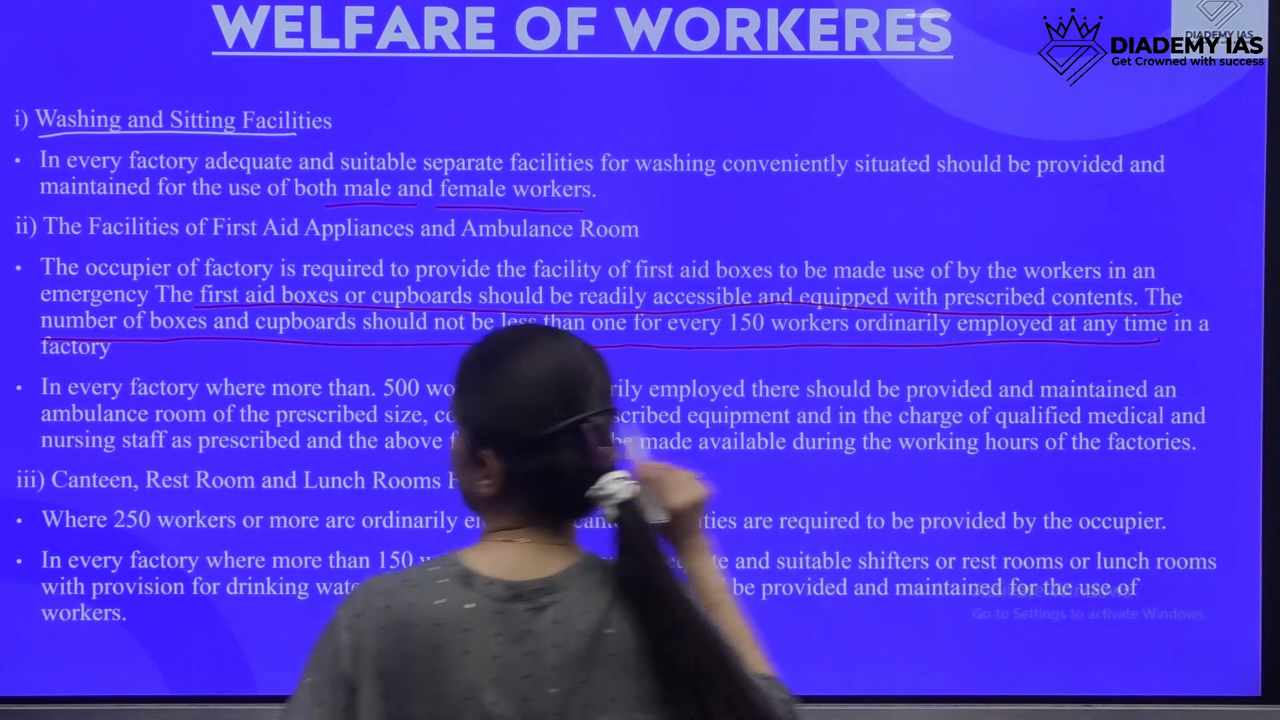 WELFARE OF WORKERES
DIADEMY IAS
DIADEMY IAS
Get Crowned with success
i) Washing and Sitting Facilities
• In every factory adequate and suitable separate facilities for washing conveniently situated should be provided and
maintained for the use of both male and female workers.
ii) The Facilities of First Aid Appliances and Ambulance Room
• The occupier of factory is required to provide the facility of first aid boxes to be made use of by the workers in an
emergency The first aid boxes or cupboards should be readily accessible and equipped with prescribed contents. The
number of boxes and cupboards should not be less than one for every 150 workers ordinarily employed at any time in a
factory
• In every factory where more than. 500 employed there should be provided and maintained an
ambulance room of the prescribed size, equipment and in the charge of qualified medical and
nursing staff as prescribed and the above be made available during the working hours of the factories.
iii) Canteen, Rest Room and Lunch Rooms
• Where 250 workers or more arc ordinarily are required to be provided by the occupier.
• In every factory where more than 150 and suitable shifters or rest rooms or lunch rooms
with provision for drinking be provided and maintained for the use of
workers.
Go to Settings to activate Windows.